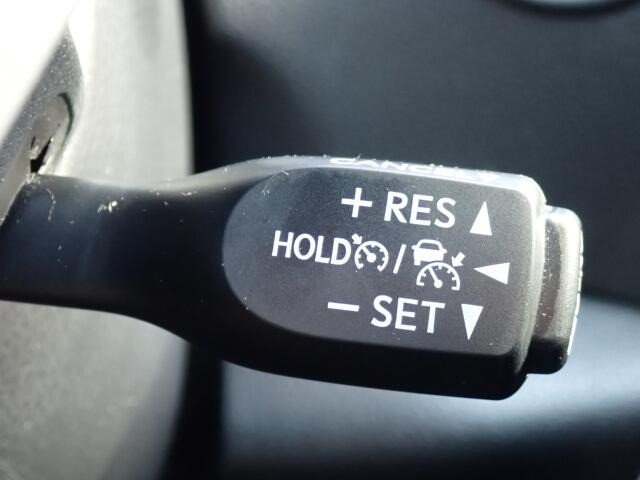 + RES ▲
HOLD / ◀
− SET ▼